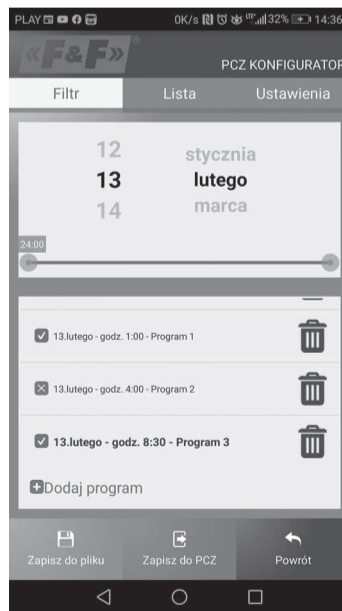 PLAY 0K/s LTE 32% 14:36
«F&F»®
PCZ KONFIGURATOR
Filtr Lista Ustawienia
12 stycznia
13 lutego
14 marca
24:00
13.lutego - godz. 1:00 - Program 1
13.lutego - godz. 4:00 - Program 2
13.lutego - godz. 8:30 - Program 3
Dodaj program
Zapisz do pliku Zapisz do PCZ Powrót